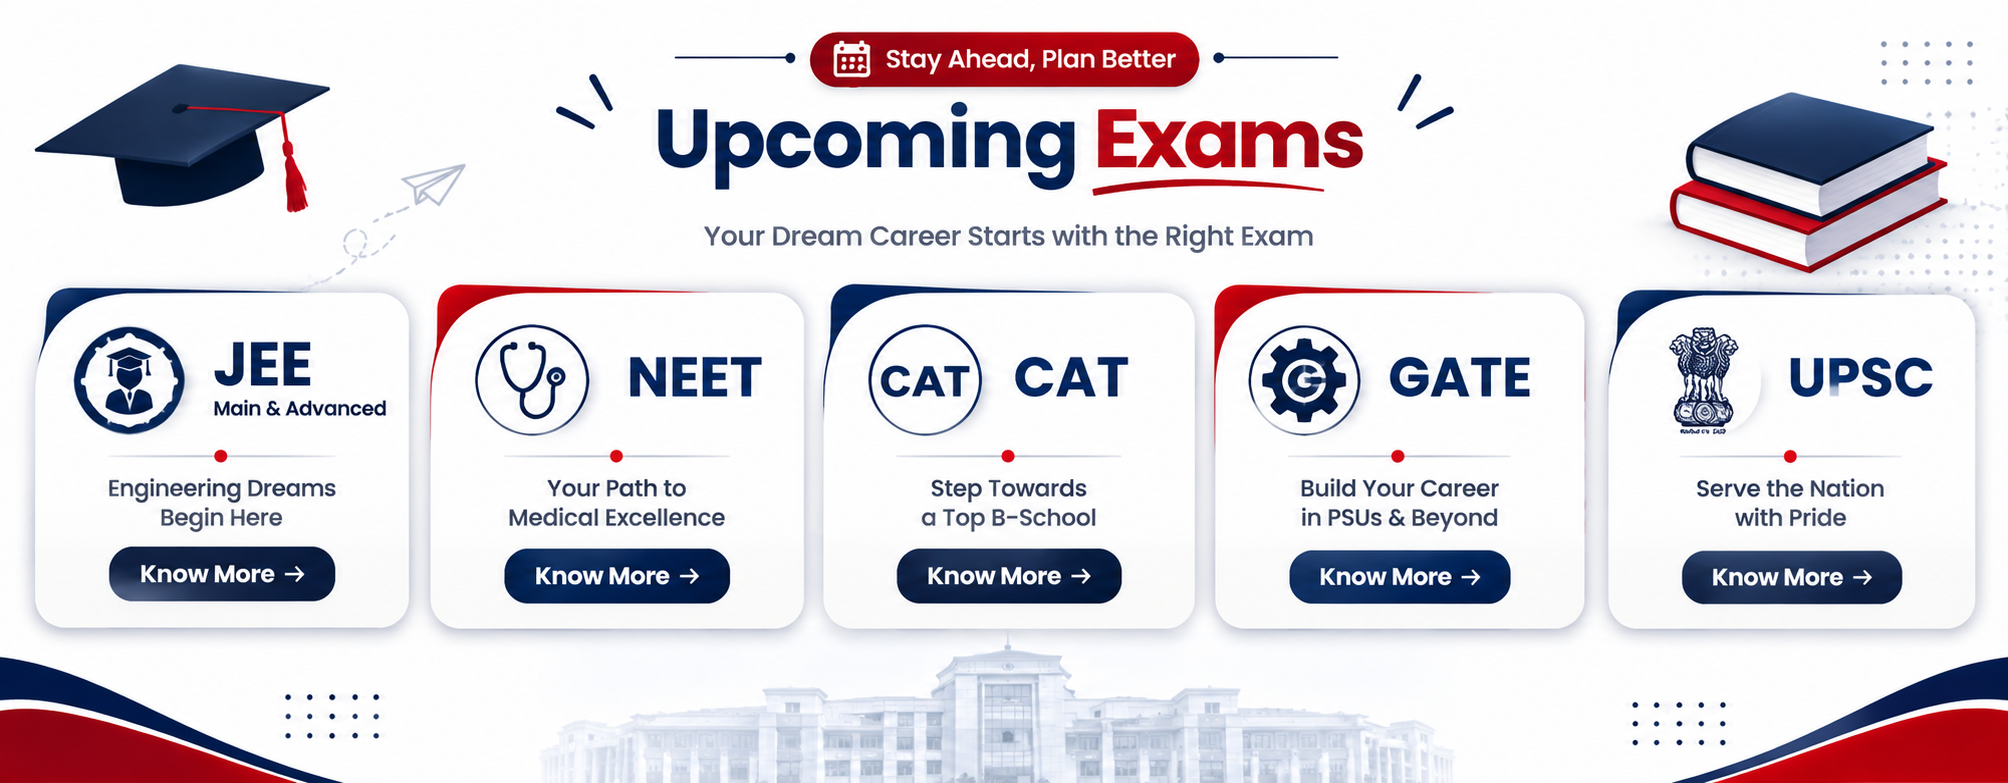 Stay Ahead, Plan Better
Upcoming Exams
Your Dream Career Starts with the Right Exam
JEE
Main & Advanced
Engineering Dreams
Begin Here
Know More →
NEET
Your Path to
Medical Excellence
Know More →
CAT
CAT
Step Towards
a Top B-School
Know More →
G
GATE
Build Your Career
in PSUs & Beyond
Know More →
UPSC
Serve the Nation
with Pride
Know More →